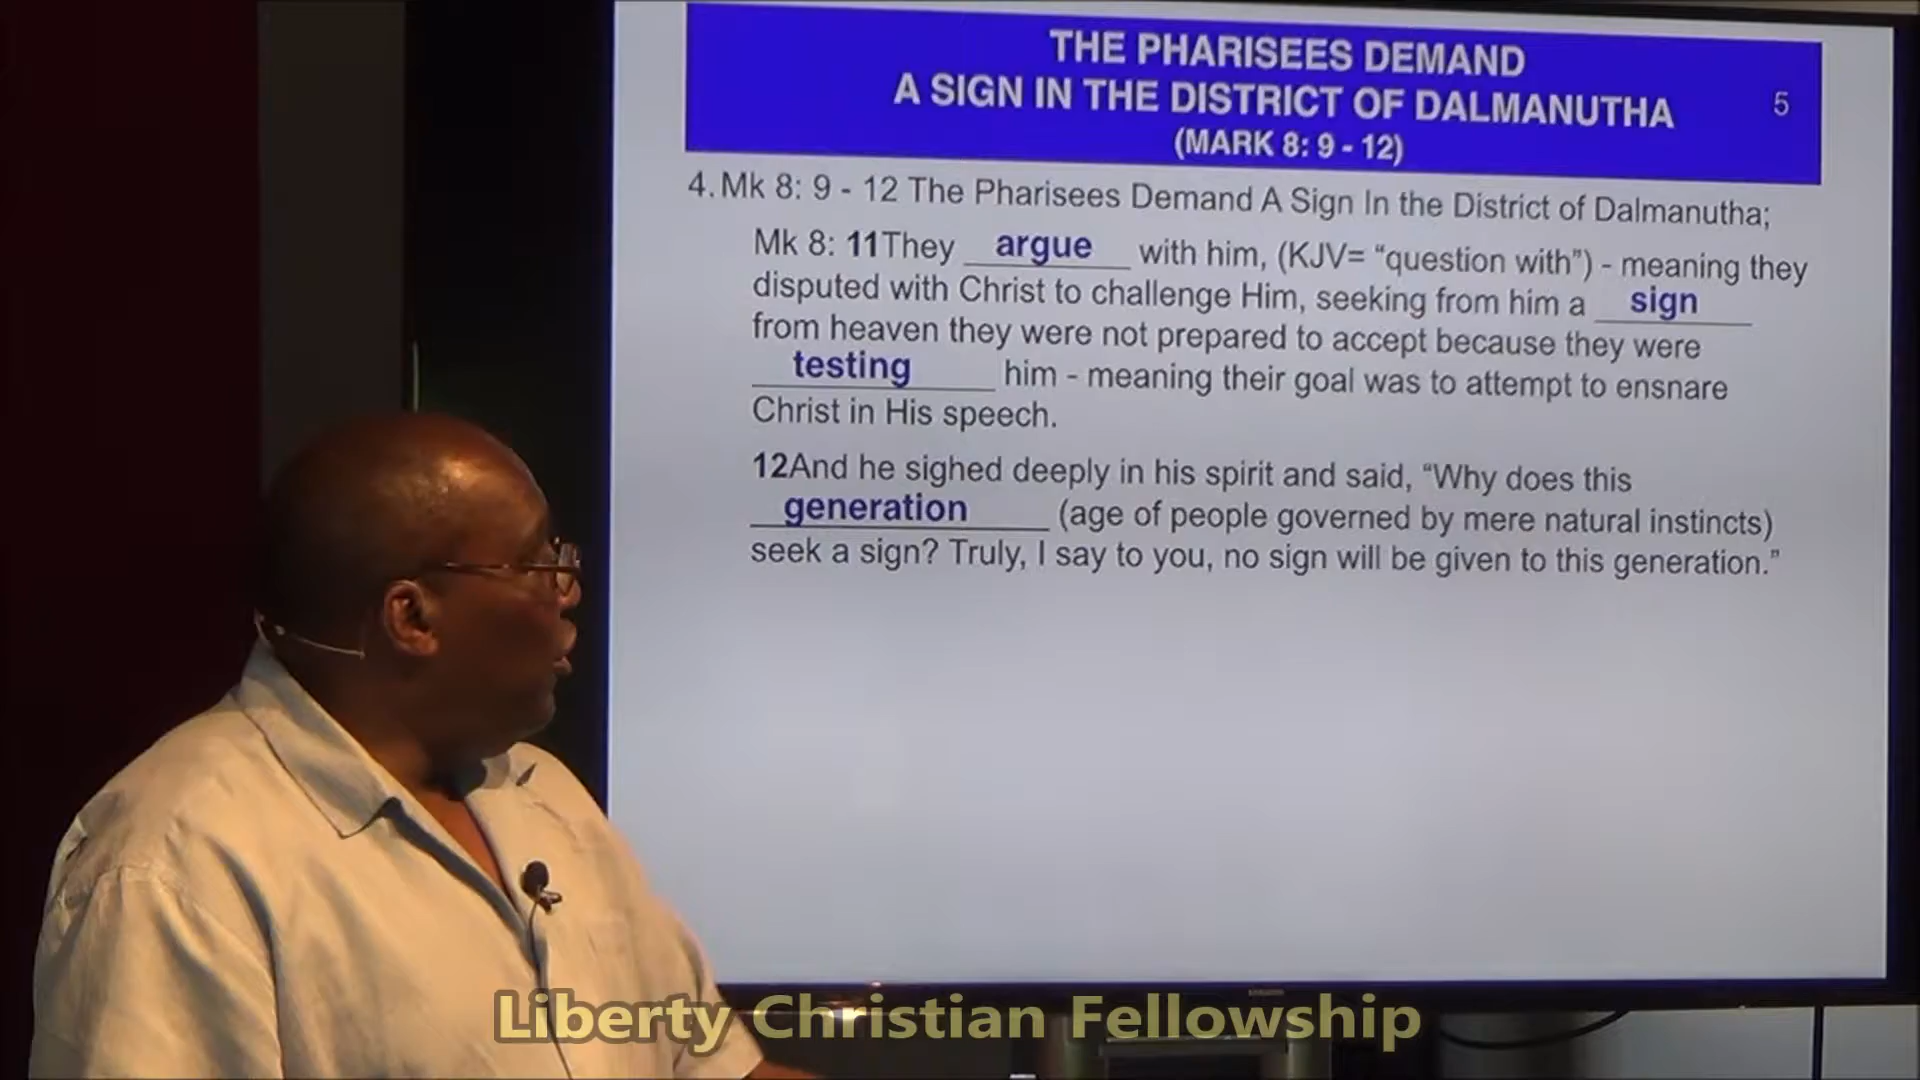 THE PHARISEES DEMAND
A SIGN IN THE DISTRICT OF DALMANUTHA
5
(MARK 8: 9 - 12)
4. Mk 8: 9 - 12 The Pharisees Demand A Sign In the District of Dalmanutha;
Mk 8: 11They argue with him, (KJV= “question with”) - meaning they
disputed with Christ to challenge Him, seeking from him a sign
from heaven they were not prepared to accept because they were
testing him - meaning their goal was to attempt to ensnare
Christ in His speech.
12And he sighed deeply in his spirit and said, “Why does this
generation (age of people governed by mere natural instincts)
seek a sign? Truly, I say to you, no sign will be given to this generation.”
Liberty Christian Fellowship